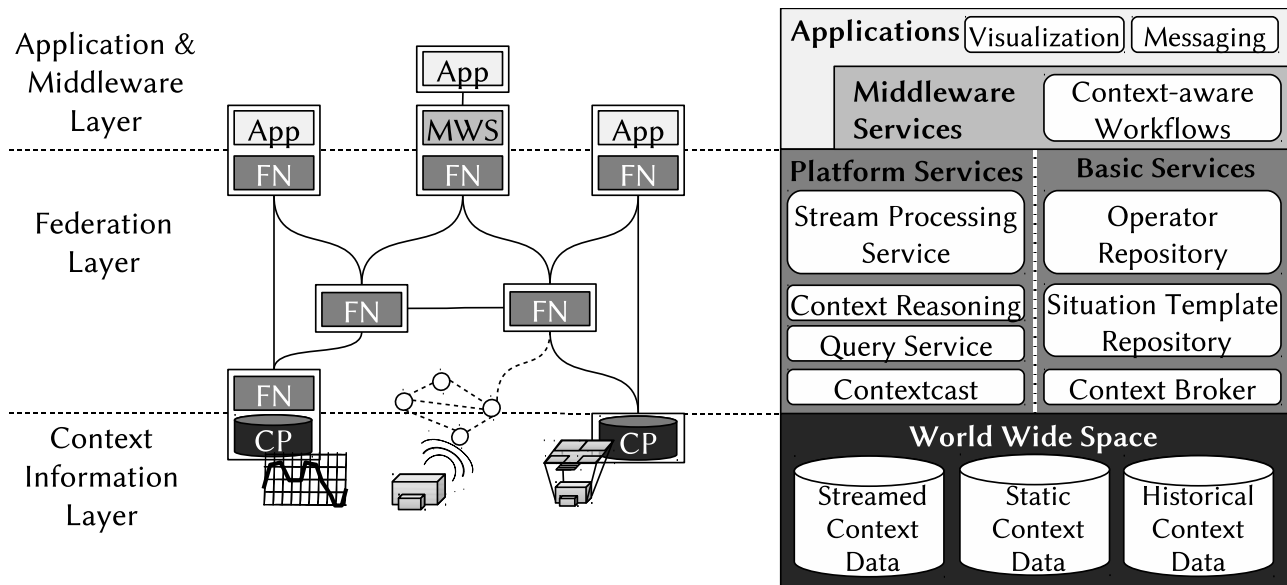 Application &
Middleware
Layer
App
App
MWS
App
FN
FN
FN
Federation
Layer
FN
FN
FN
CP
CP
Context
Information
Layer
Applications
Visualization
Messaging
Middleware
Services
Context-aware
Workflows
Platform Services
Basic Services
Stream Processing
Service
Operator
Repository
Context Reasoning
Situation Template
Repository
Query Service
Contextcast
Context Broker
World Wide Space
Streamed
Context
Data
Static
Context
Data
Historical
Context
Data